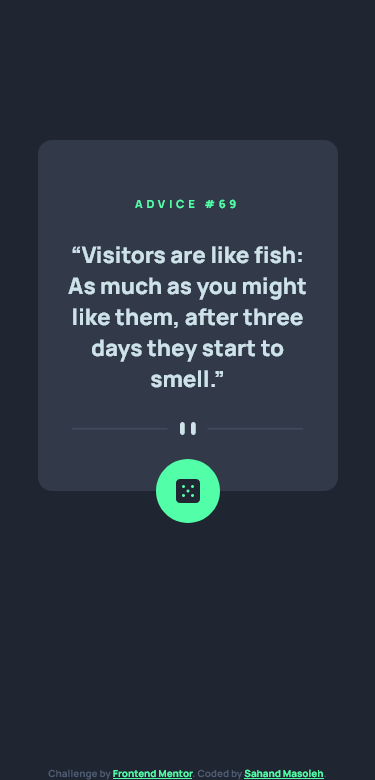 ADVICE #69
“Visitors are like fish:
As much as you might
like them, after three
days they start to
smell.”
Challenge by Frontend Mentor. Coded by Sahand Masoleh.